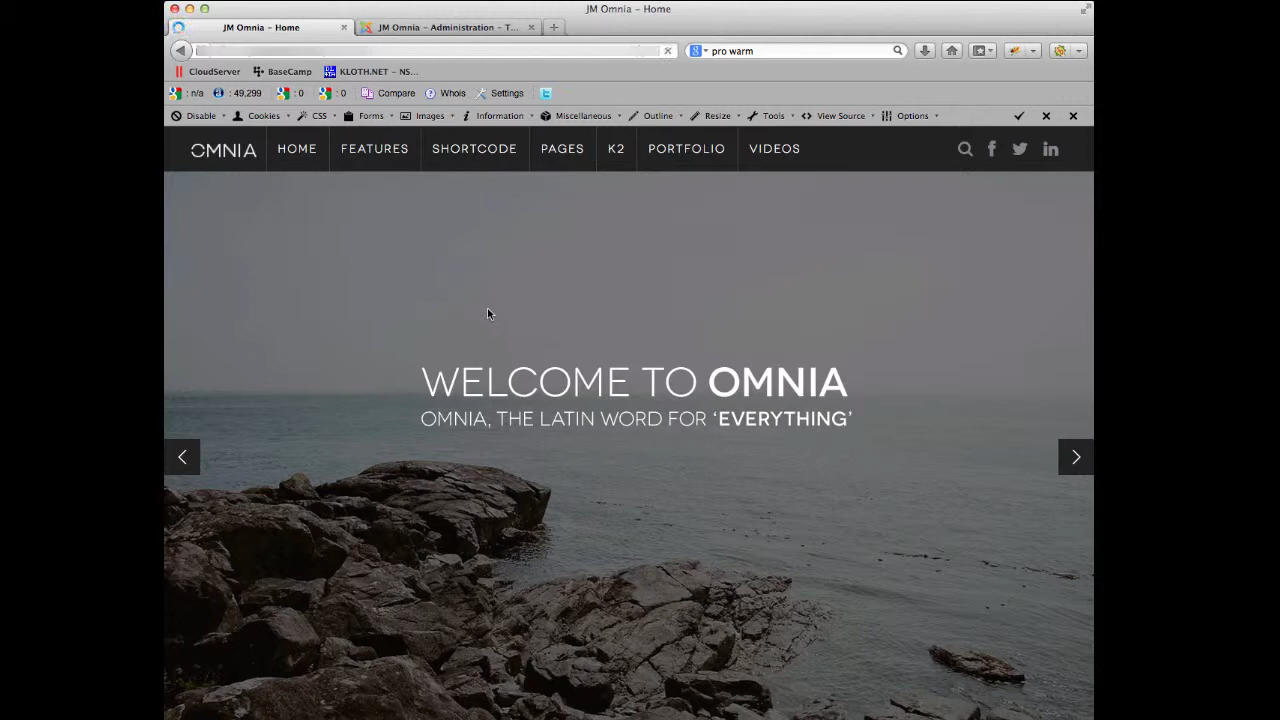 JM Omnia – Home
JM Omnia – Home
JM Omnia – Administration – T...
pro warm
CloudServer BaseCamp KLOTH.NET – NS...
: n/a : 49,299 : 0 : 0 Compare Whois Settings
Disable Cookies CSS Forms Images Information Miscellaneous Outline Resize Tools View Source Options
OMNIA HOME FEATURES SHORTCODE PAGES K2 PORTFOLIO VIDEOS
WELCOME TO OMNIA
OMNIA, THE LATIN WORD FOR ‘EVERYTHING’